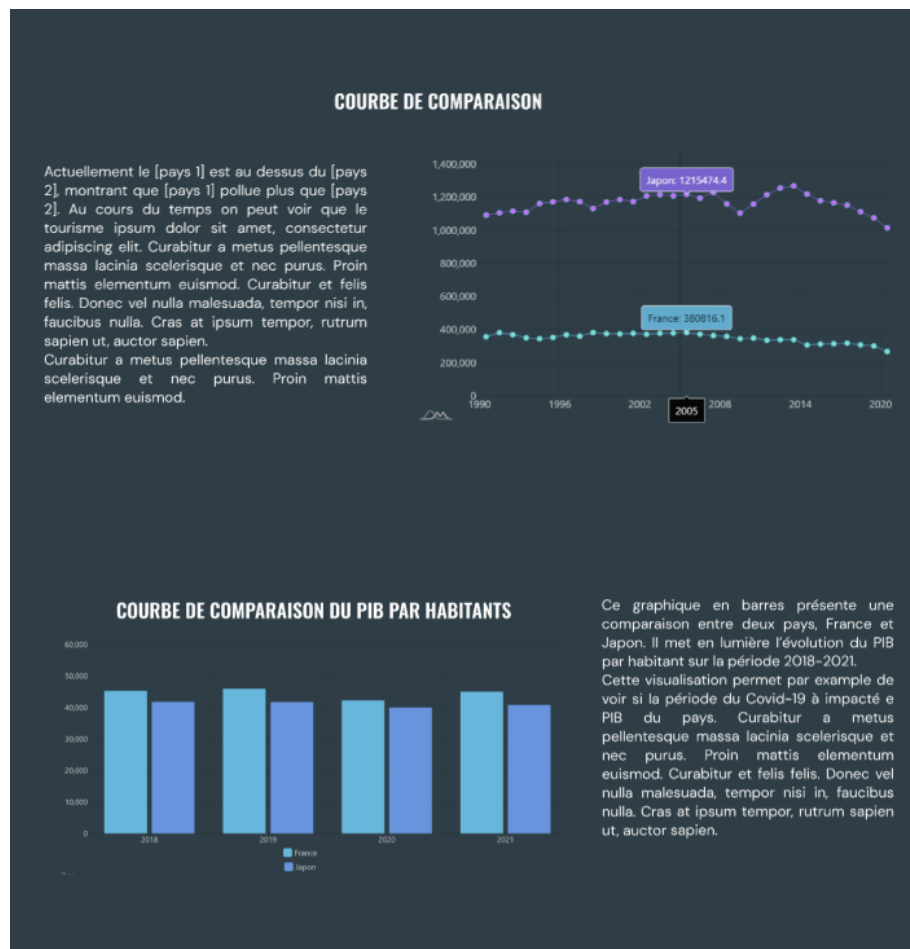 COURBE DE COMPARAISON
Actuellement le [pays 1] est au dessus du [pays
2], montrant que [pays 1] pollue plus que [pays
2]. Au cours du temps on peut voir que le
tourisme ipsum dolor sit amet, consectetur
adipiscing elit. Curabitur a metus pellentesque
massa lacinia scelerisque et nec purus. Proin
mattis elementum euismod. Curabitur et felis
felis. Donec vel nulla malesuada, tempor nisi in,
faucibus nulla. Cras at ipsum tempor, rutrum
sapien ut, auctor sapien.
Curabitur a metus pellentesque massa lacinia
scelerisque et nec purus. Proin mattis
elementum euismod.
1,400,000
1,200,000
1,000,000
800,000
600,000
400,000
200,000
0
Japon: 1215474.4
France: 380816.1
1990 1996 2002 2005 2008 2014 2020
COURBE DE COMPARAISON DU PIB PAR HABITANTS
60,000
50,000
40,000
30,000
20,000
10,000
0
2018 2019 2020 2021
France
Japon
Ce graphique en barres présente une
comparaison entre deux pays, France et
Japon. Il met en lumière l'évolution du PIB
par habitant sur la période 2018-2021.
Cette visualisation permet par example de
voir si la période du Covid-19 à impacté e
PIB du pays. Curabitur a metus
pellentesque massa lacinia scelerisque et
nec purus. Proin mattis elementum
euismod. Curabitur et felis felis. Donec vel
nulla malesuada, tempor nisi in, faucibus
nulla. Cras at ipsum tempor, rutrum sapien
ut, auctor sapien.